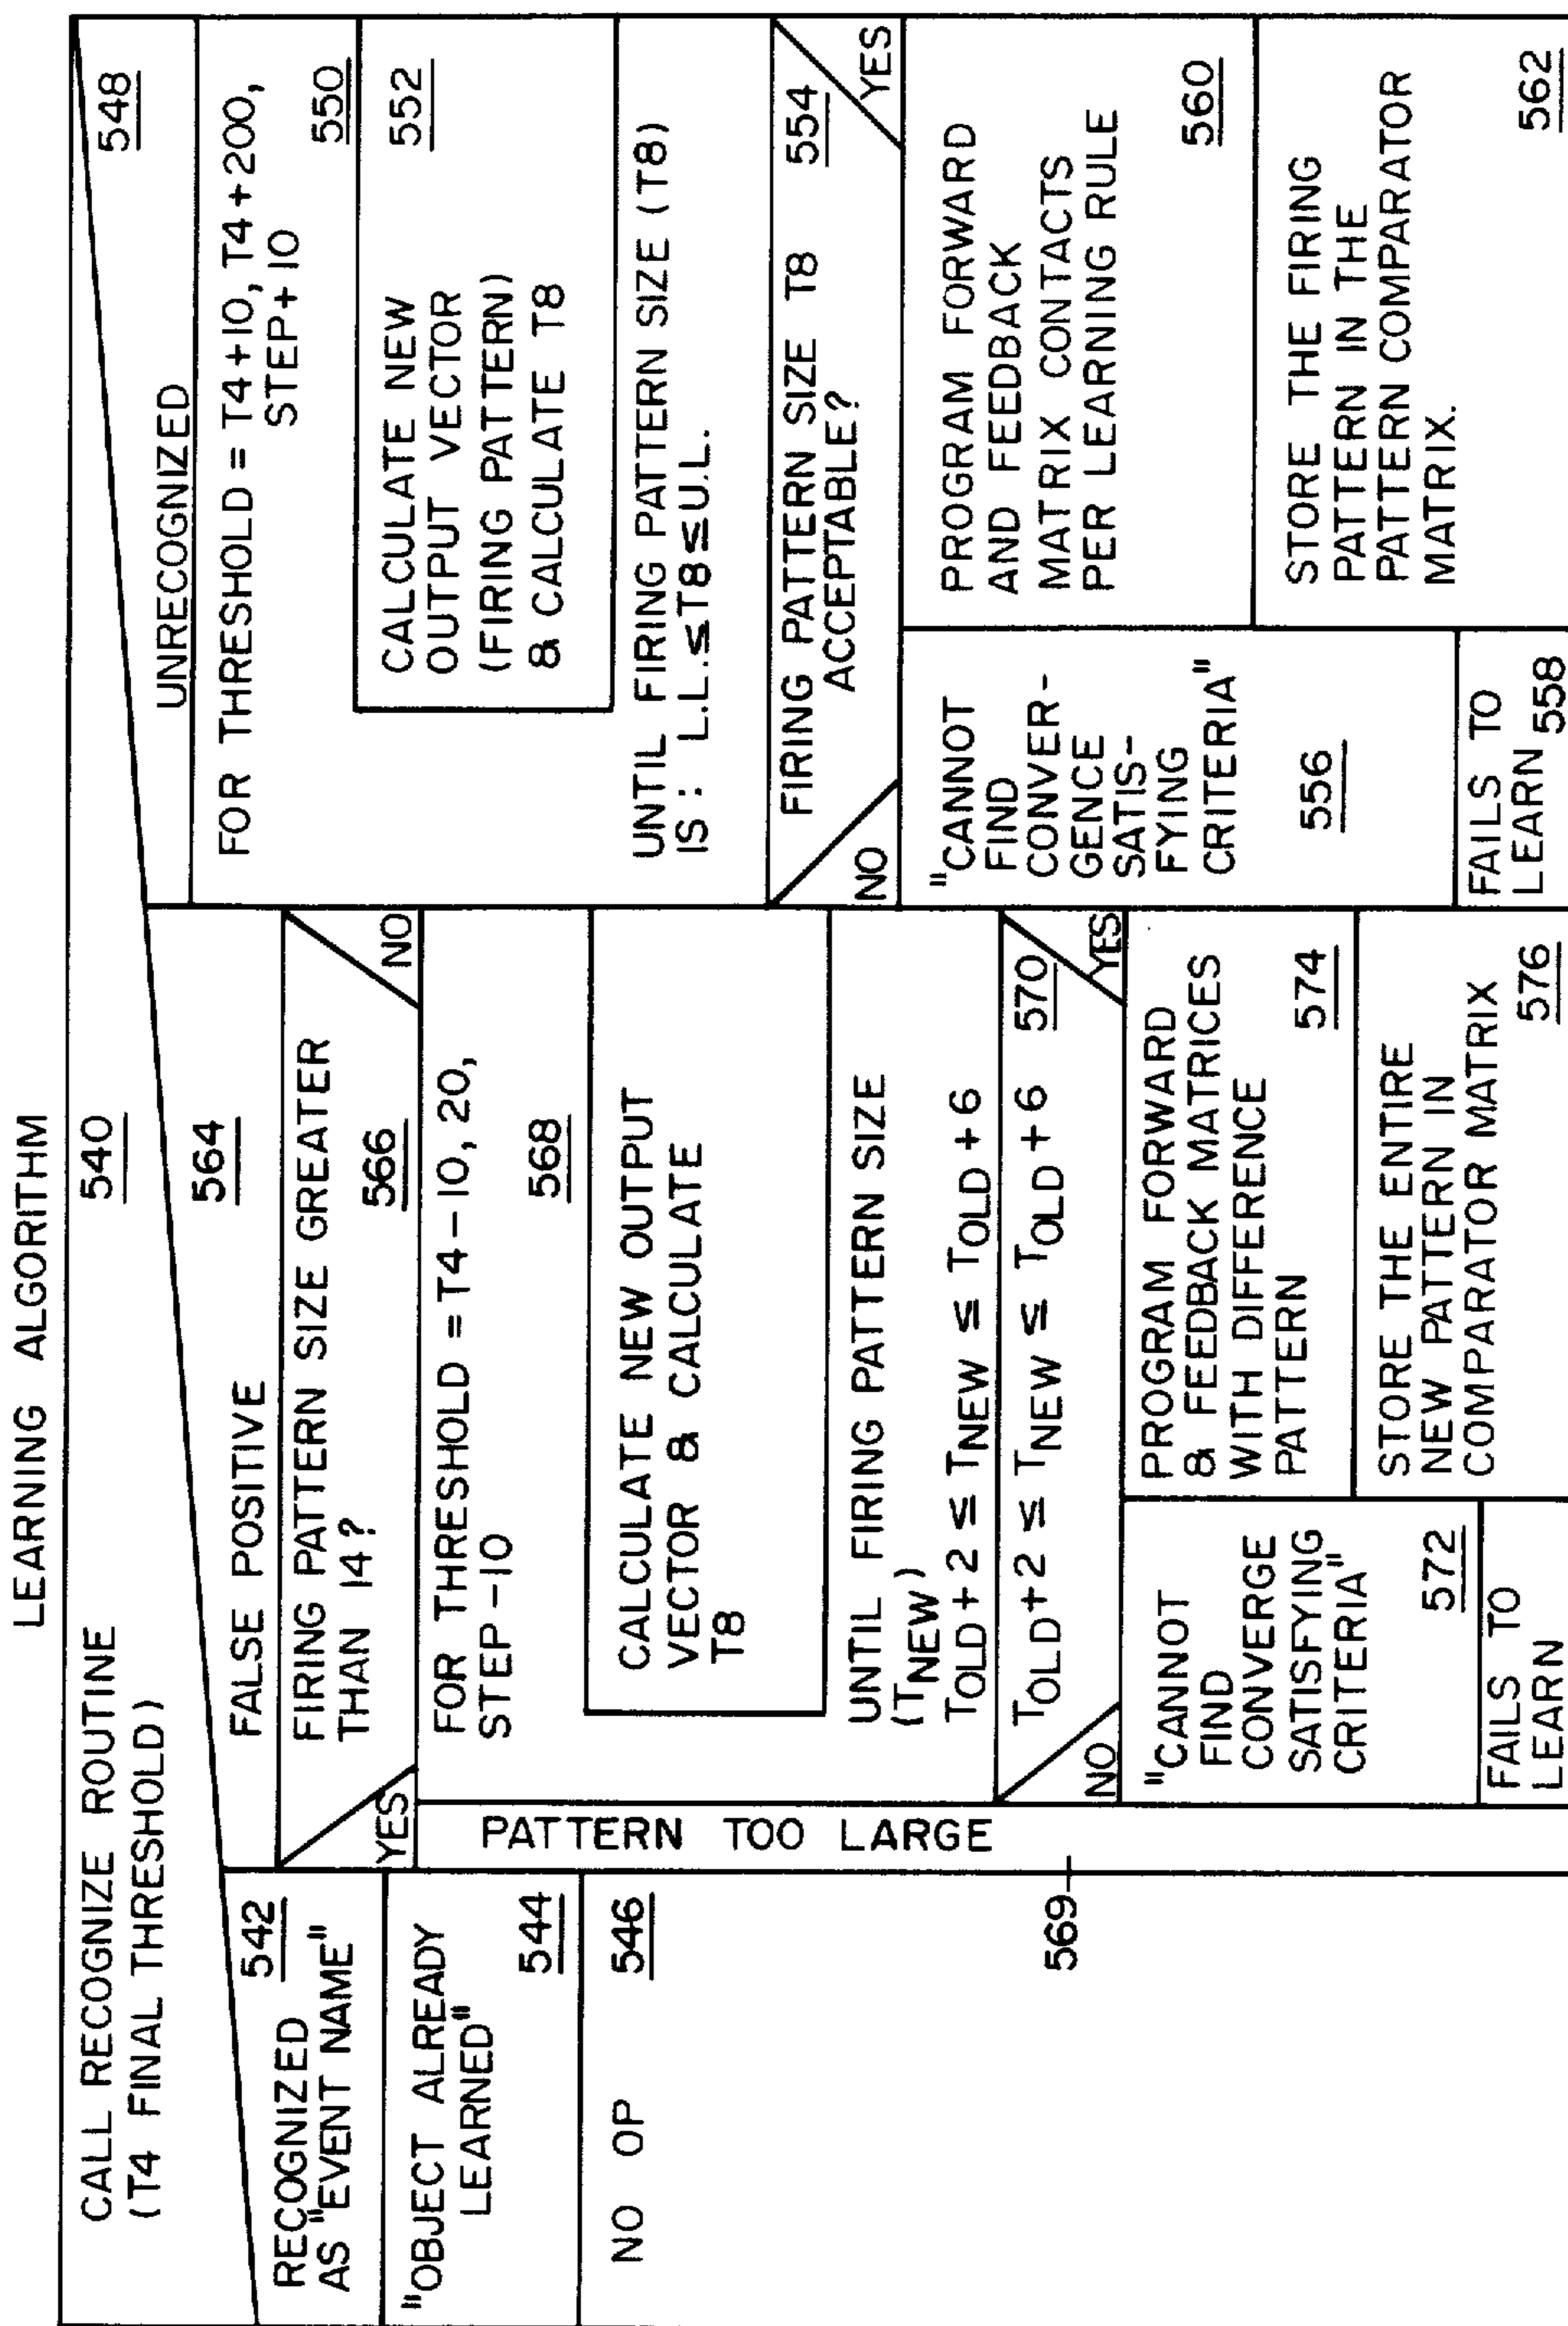 LEARNING ALGORITHM
CALL RECOGNIZE ROUTINE
(T4 FINAL THRESHOLD)
540
542
RECOGNIZED
AS "EVENT NAME"
"OBJECT ALREADY
LEARNED"
544
546
NO OP
564
FALSE POSITIVE
FIRING PATTERN SIZE GREATER
THAN 14?
566
YES
NO
PATTERN TOO LARGE
569
FOR THRESHOLD = T4-10, 20,
STEP -10
568
CALCULATE NEW OUTPUT
VECTOR & CALCULATE
T8
UNTIL FIRING PATTERN SIZE
(TNEW)
TOLD + 2 ≤ TNEW ≤ TOLD + 6
TOLD + 2 ≤ TNEW ≤ TOLD + 6
570
NO
YES
"CANNOT
FIND
CONVERGE
SATISFYING
CRITERIA"
572
FAILS TO
LEARN
PROGRAM FORWARD
& FEEDBACK MATRICES
WITH DIFFERENCE
PATTERN
574
STORE THE ENTIRE
NEW PATTERN IN
COMPARATOR MATRIX
576
548
UNRECOGNIZED
FOR THRESHOLD = T4+10, T4+200,
STEP+ 10
550
552
CALCULATE NEW
OUTPUT VECTOR
(FIRING PATTERN)
& CALCULATE T8
UNTIL FIRING PATTERN SIZE (T8)
IS: L.L.≤T8≤U.L.
FIRING PATTERN SIZE T8 554
ACCEPTABLE?
NO
YES
"CANNOT
FIND
CONVER-
GENCE
SATIS-
FYING
CRITERIA"
556
FAILS TO
LEARN 558
PROGRAM FORWARD
AND FEEDBACK
MATRIX CONTACTS
PER LEARNING RULE
560
STORE THE FIRING
PATTERN IN THE
PATTERN COMPARATOR
MATRIX.
562